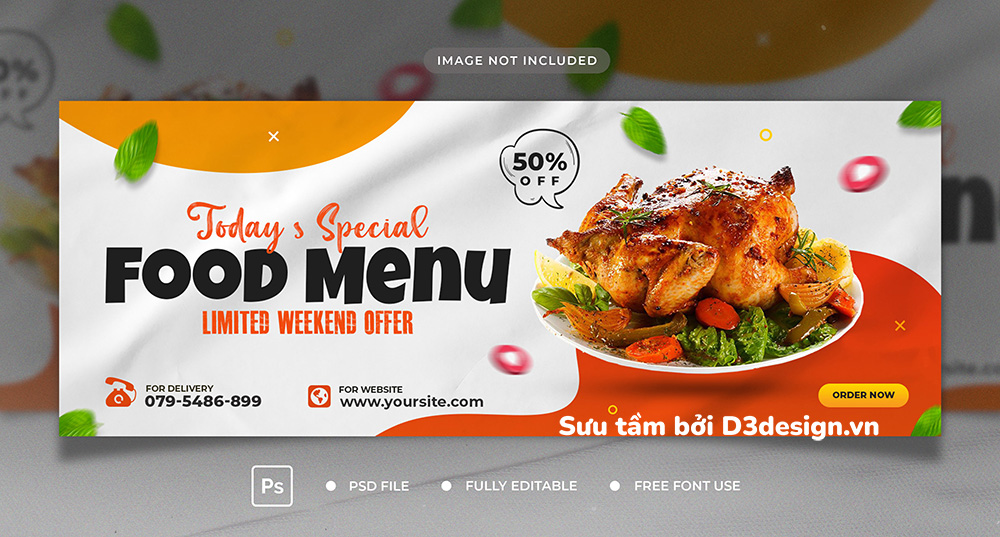 IMAGE NOT INCLUDED
50%
OFF
Today s Special
FOOD MENU
LIMITED WEEKEND OFFER
FOR DELIVERY
079-5486-899
FOR WEBSITE
www.yoursite.com
ORDER NOW
Sưu tầm bởi D3design.vn
Ps
PSD FILE
FULLY EDITABLE
FREE FONT USE